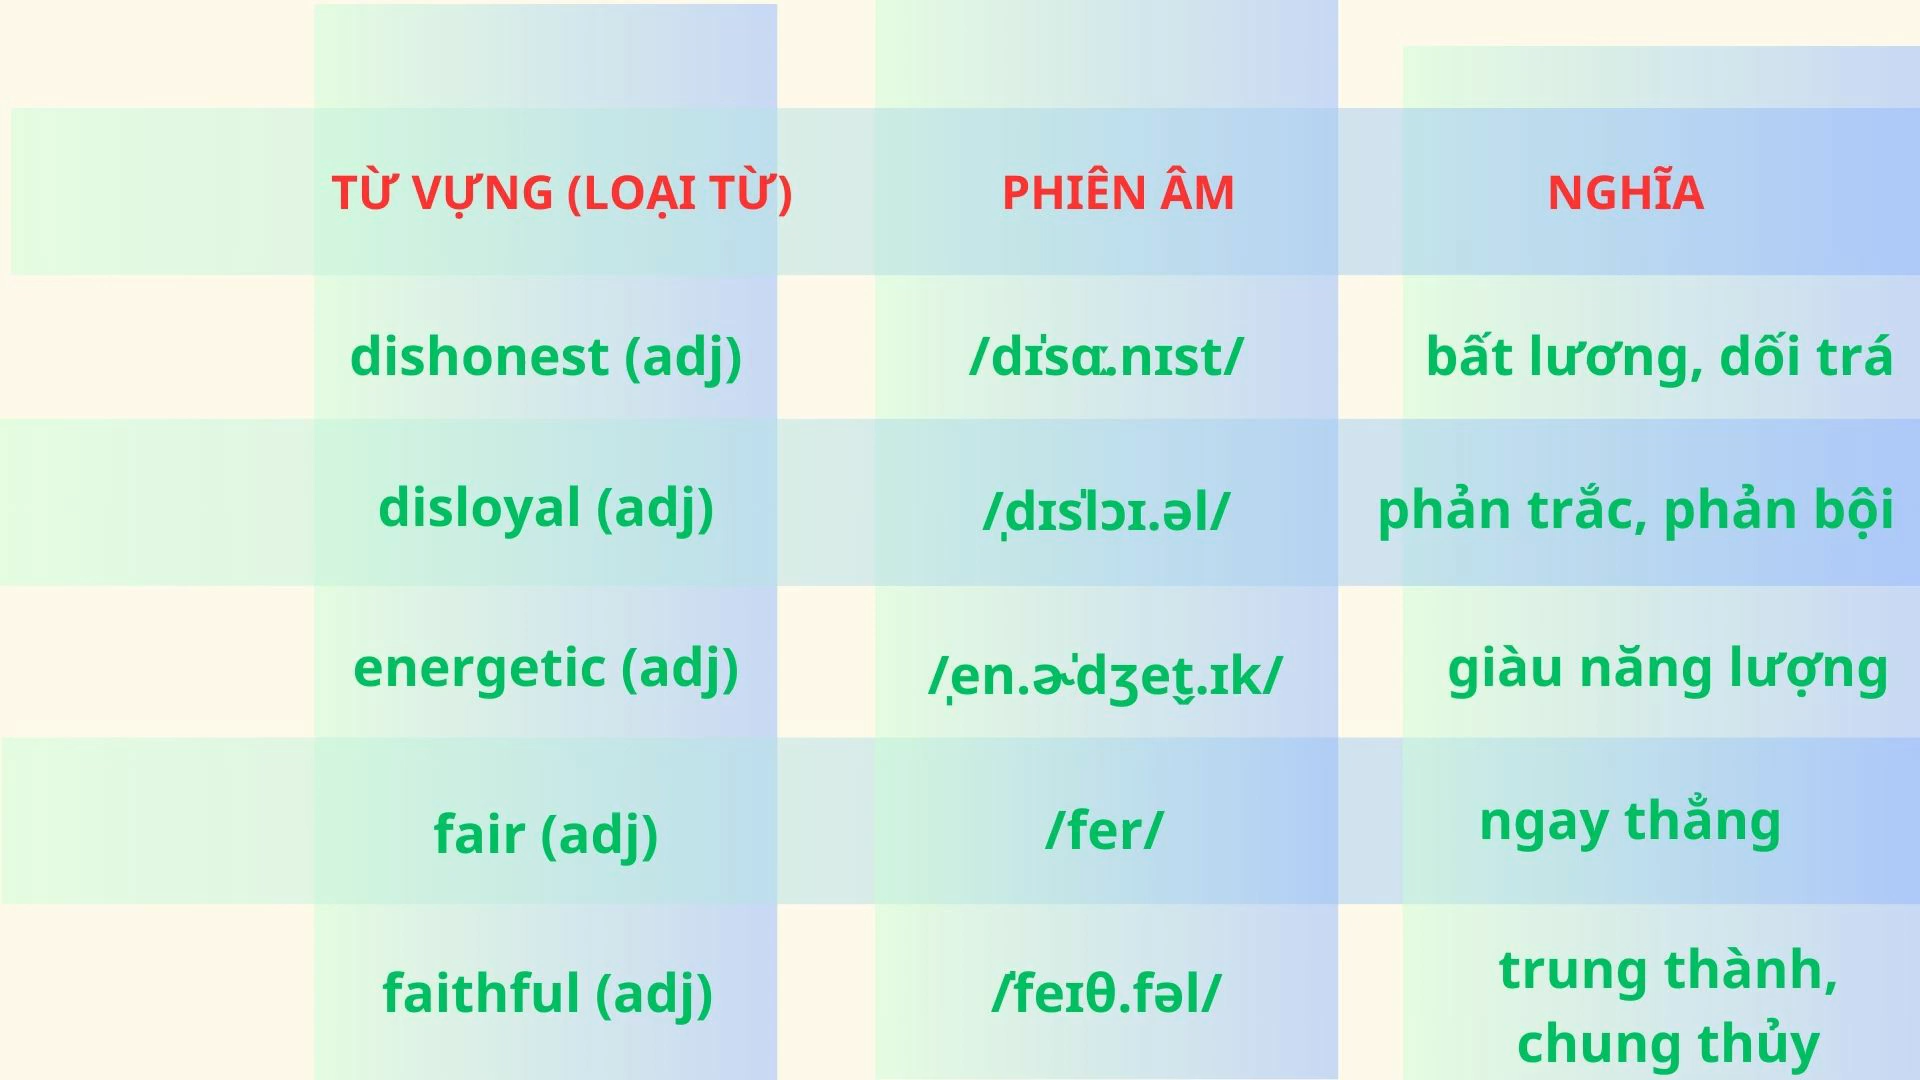 TỪ VỰNG (LOẠI TỪ) PHIÊN ÂM NGHĨA
dishonest (adj) /dɪˈsɑː.nɪst/ bất lương, dối trá
disloyal (adj) /ˌdɪsˈlɔɪ.əl/ phản trắc, phản bội
energetic (adj) /ˌen.ɚˈdʒet̬.ɪk/ giàu năng lượng
fair (adj) /fer/ ngay thẳng
faithful (adj) /ˈfeɪθ.fəl/ trung thành,
chung thủy